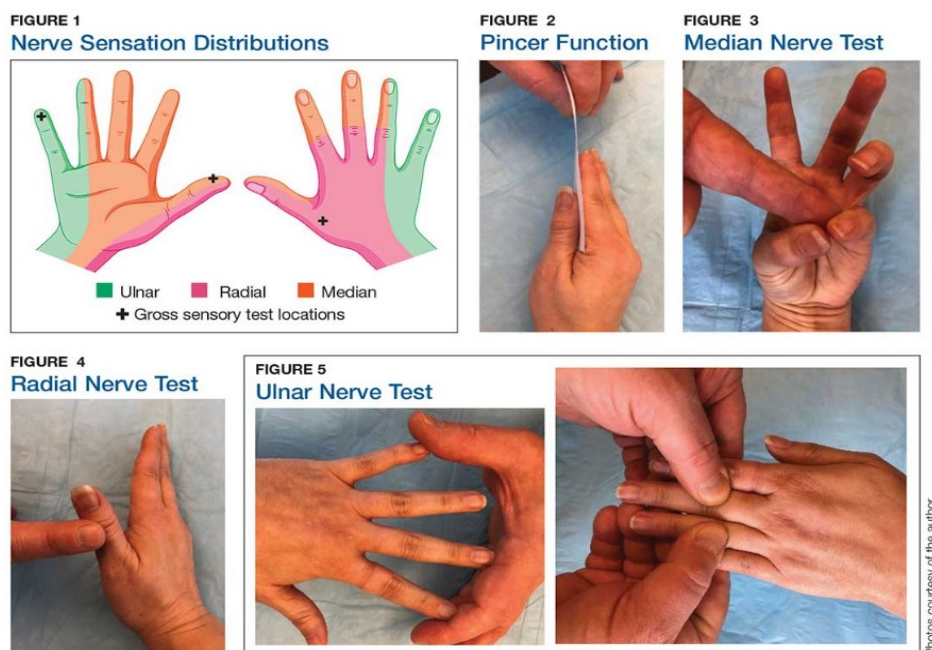 FIGURE 1
Nerve Sensation Distributions
Ulnar Radial Median
+ Gross sensory test locations
FIGURE 2
Pincer Function
FIGURE 3
Median Nerve Test
FIGURE 4
Radial Nerve Test
FIGURE 5
Ulnar Nerve Test
Photos courtesy of the author